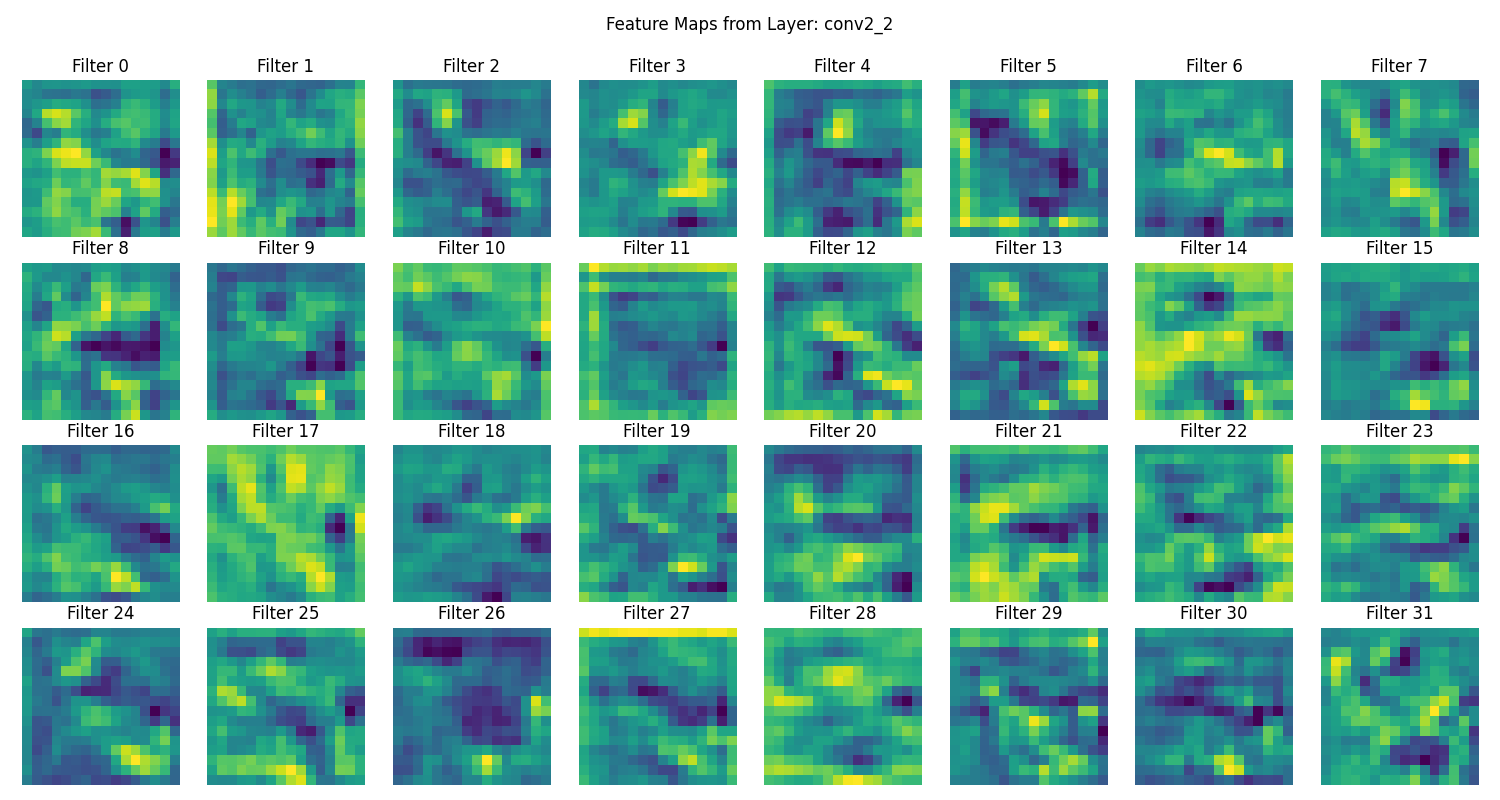 Feature Maps from Layer: conv2_2
Filter 0 Filter 1 Filter 2 Filter 3 Filter 4 Filter 5 Filter 6 Filter 7
Filter 8 Filter 9 Filter 10 Filter 11 Filter 12 Filter 13 Filter 14 Filter 15
Filter 16 Filter 17 Filter 18 Filter 19 Filter 20 Filter 21 Filter 22 Filter 23
Filter 24 Filter 25 Filter 26 Filter 27 Filter 28 Filter 29 Filter 30 Filter 31